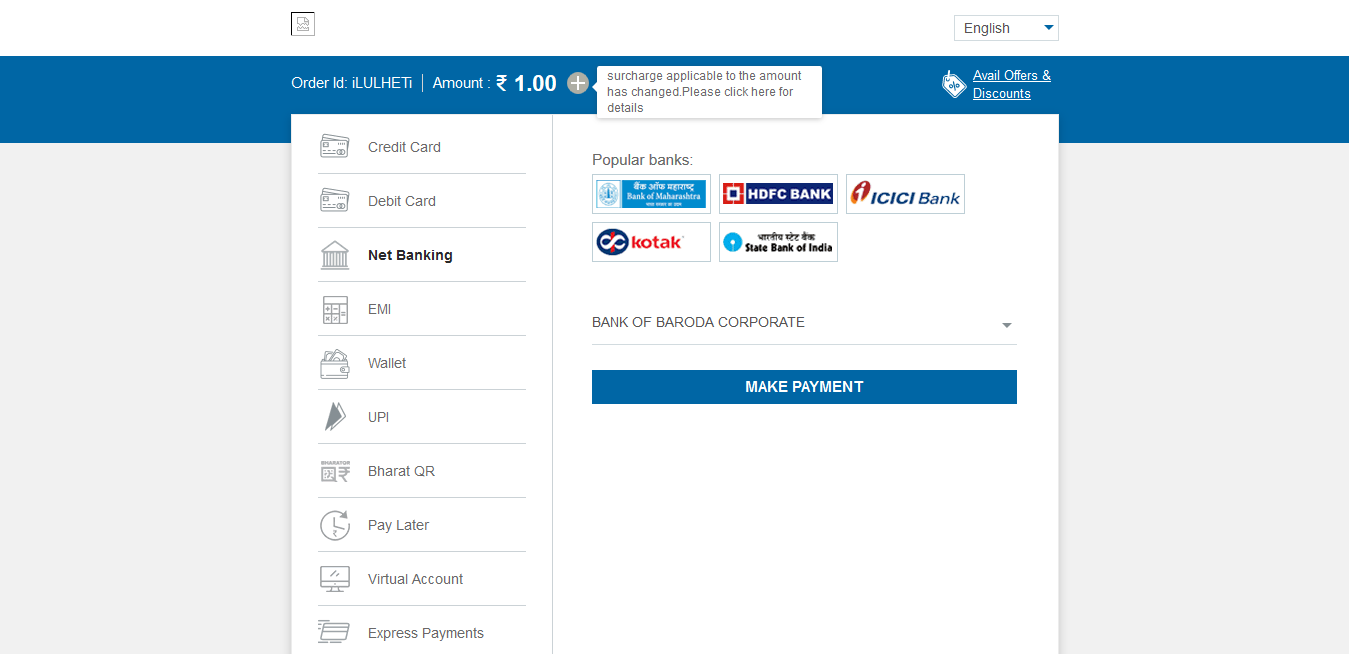 English
Order Id: iLULHETi | Amount : ₹ 1.00
surcharge applicable to the amount
has changed.Please click here for
details
Avail Offers &
Discounts
Credit Card
Debit Card
Net Banking
EMI
Wallet
UPI
BHARATQR
Bharat QR
Pay Later
Virtual Account
Express Payments
Popular banks:
बैंक ऑफ महाराष्ट्र
Bank of Maharashtra
HDFC BANK
ICICI Bank
kotak
भारतीय स्टेट बैंक
State Bank of India
BANK OF BARODA CORPORATE
MAKE PAYMENT